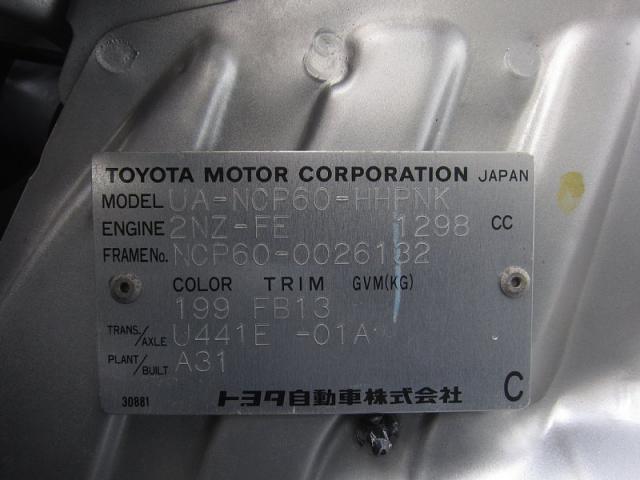 TOYOTA MOTOR CORPORATION JAPAN
MODEL UA-NCP60-HHPNK
ENGINE 2NZ-FE 1298 CC
FRAME No. NCP60-0026132
COLOR TRIM GVM(KG)
199 FB13
TRANS./AXLE U441E -01A
PLANT/BUILT A31
30881 トヨタ自動車株式会社 C